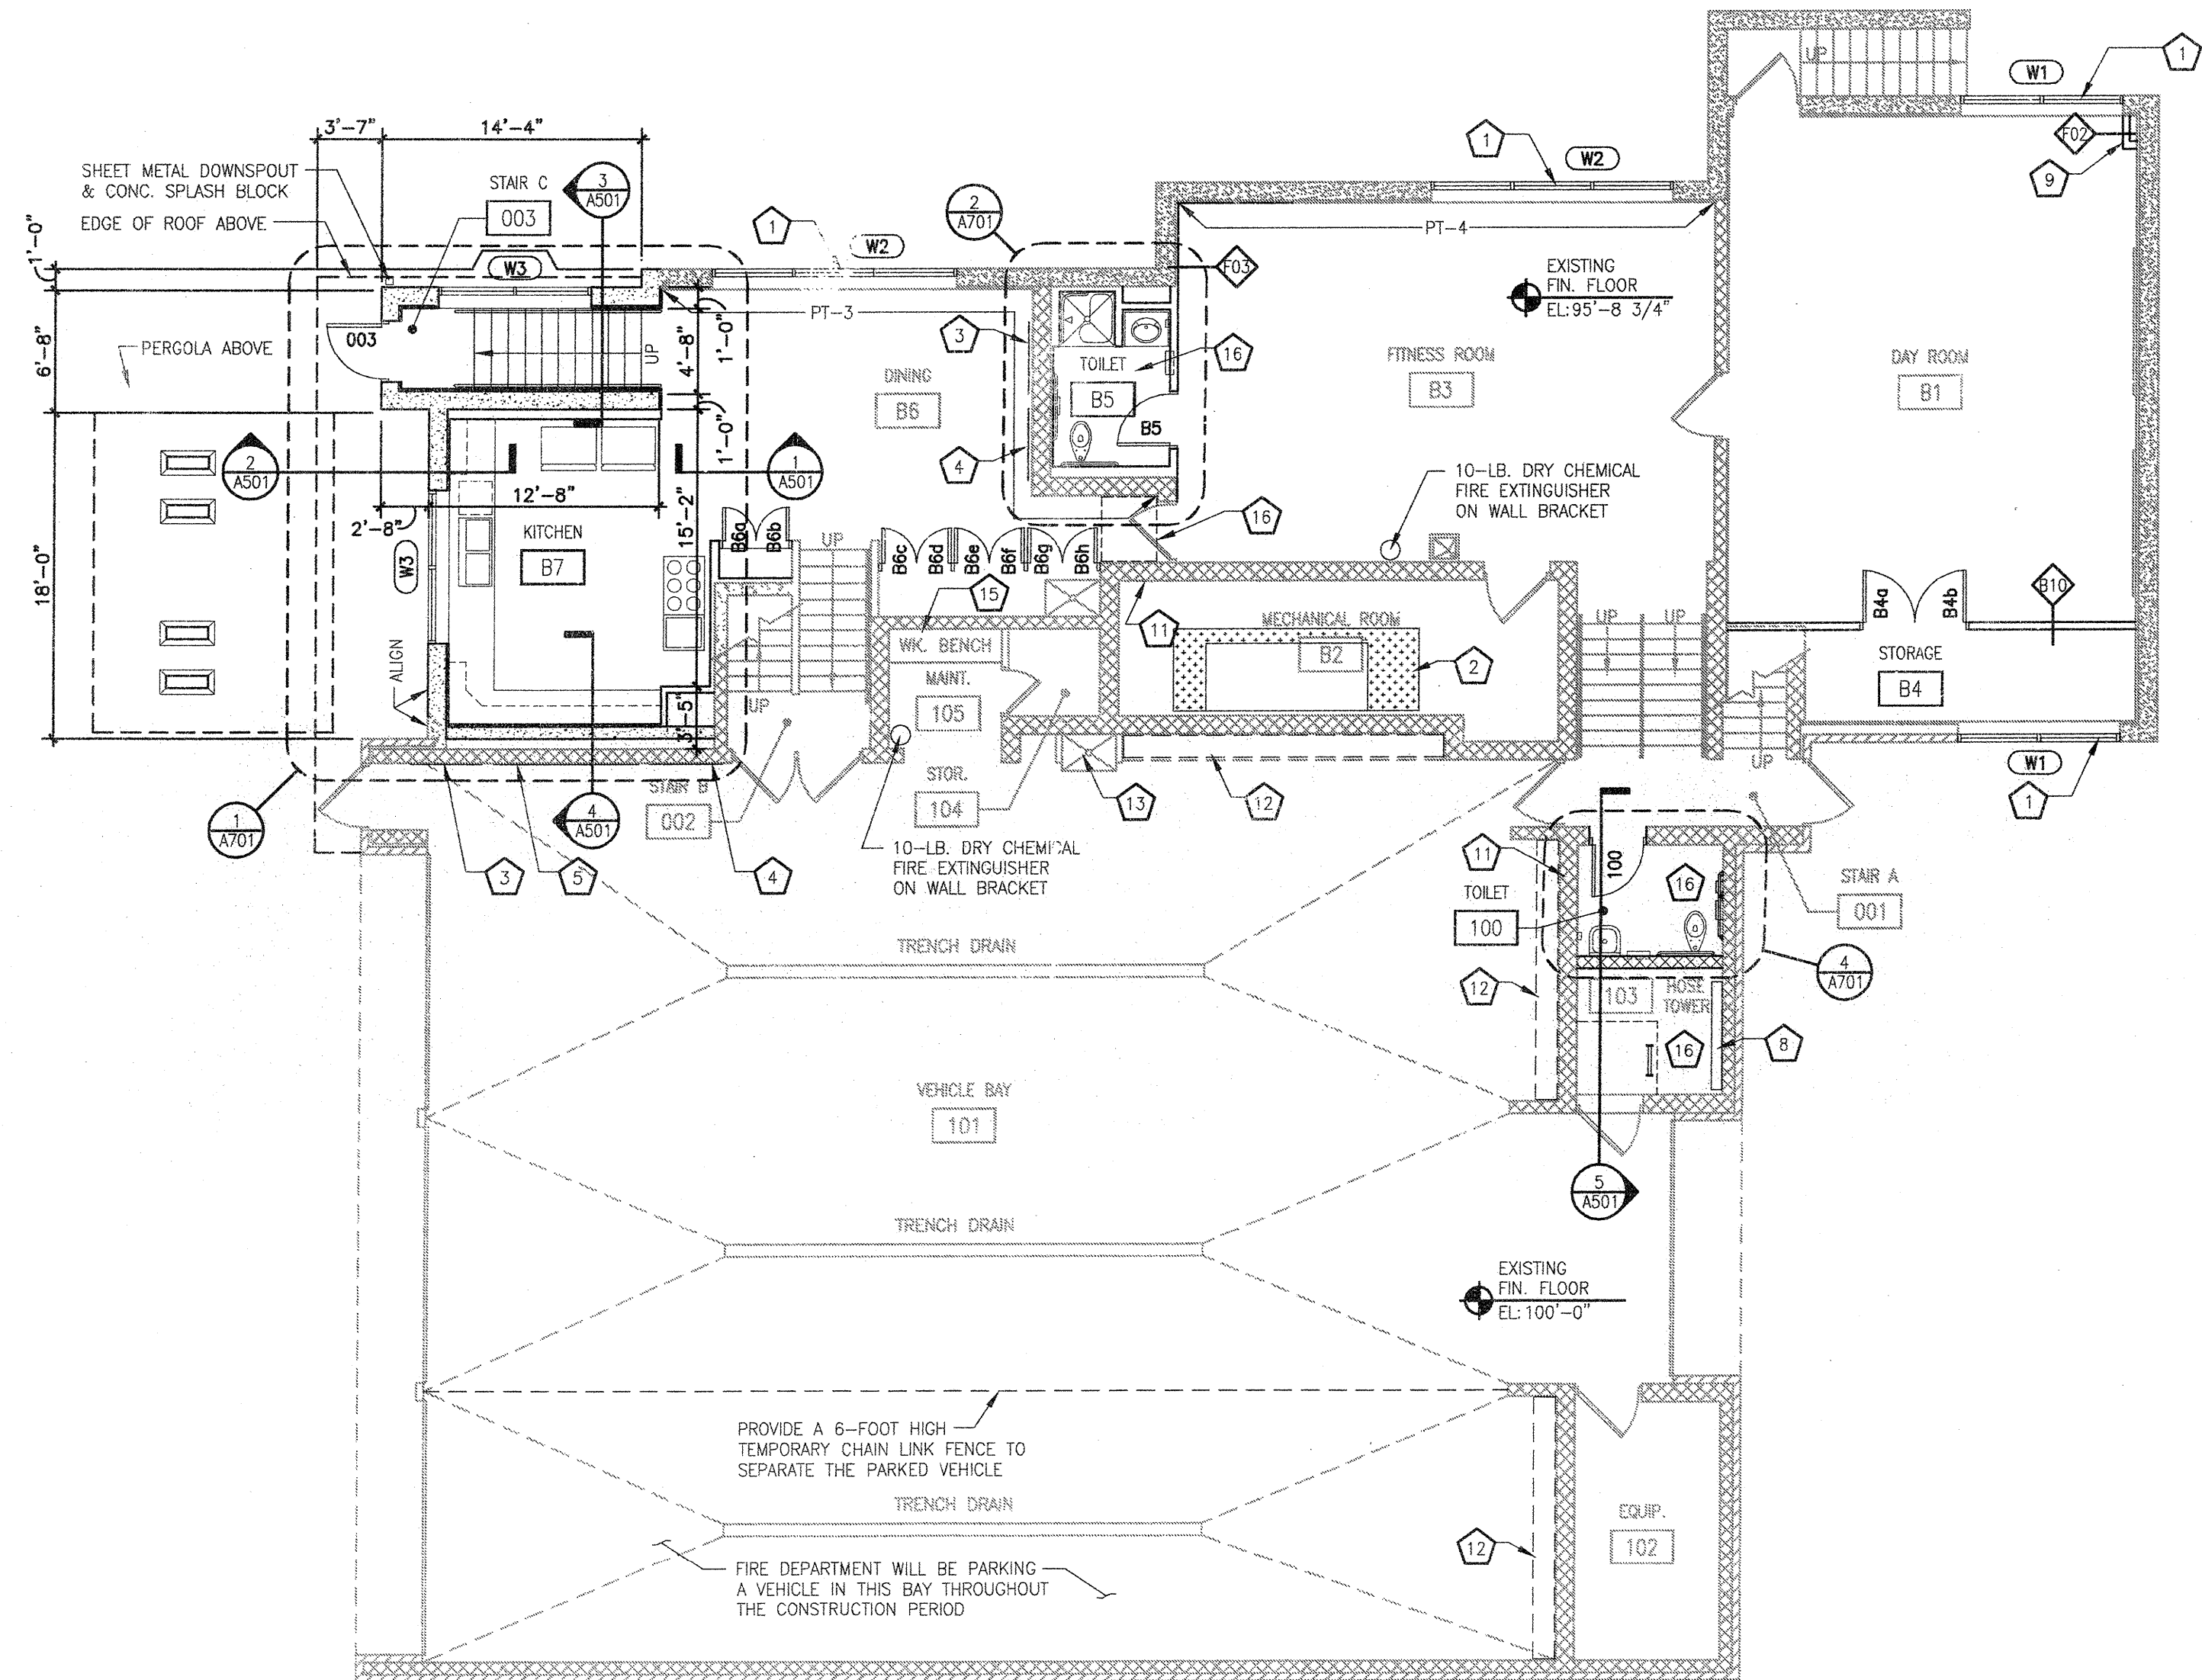 UP
W1
1
3'-7"
14'-4"
F02
9
1
W2
SHEET METAL DOWNSPOUT
& CONC. SPLASH BLOCK
EDGE OF ROOF ABOVE
STAIR C
003
3
A501
2
A701
1
W2
PT-4
1'-0"
W3
F03
EXISTING
FIN. FLOOR
EL: 95'-8 3/4"
PT-3
003
UP
4'-8"
1'-0"
6'-8"
PERGOLA ABOVE
3
16
TOILET
B5
B5
DINING
B6
FITNESS ROOM
B3
DAY ROOM
B1
1'-0"
2
A501
1
A501
4
12'-8"
2'-8"
10-LB. DRY CHEMICAL
FIRE EXTINGUISHER
ON WALL BRACKET
16
KITCHEN
B7
W3
15'-2"
18'-0"
B6a
B6b
UP
B6c
B6d
B6e
B6f
B6g
B6h
15
11
WK. BENCH
MECHANICAL ROOM
B2
2
UP
UP
B4a
B4b
B10
STORAGE
B4
ALIGN
MAINT.
105
UP
3'-5"
UP
W1
1
STAIR B
002
STOR.
104
13
12
1
A701
4
A501
3
5
4
10-LB. DRY CHEMICAL
FIRE EXTINGUISHER
ON WALL BRACKET
11
100
16
TOILET
100
STAIR A
001
TRENCH DRAIN
4
A701
12
103
HOSE
TOWER
16
8
VEHICLE BAY
101
5
A501
TRENCH DRAIN
EXISTING
FIN. FLOOR
EL: 100'-0"
PROVIDE A 6-FOOT HIGH
TEMPORARY CHAIN LINK FENCE TO
SEPARATE THE PARKED VEHICLE
TRENCH DRAIN
EQUIP.
102
12
FIRE DEPARTMENT WILL BE PARKING
A VEHICLE IN THIS BAY THROUGHOUT
THE CONSTRUCTION PERIOD